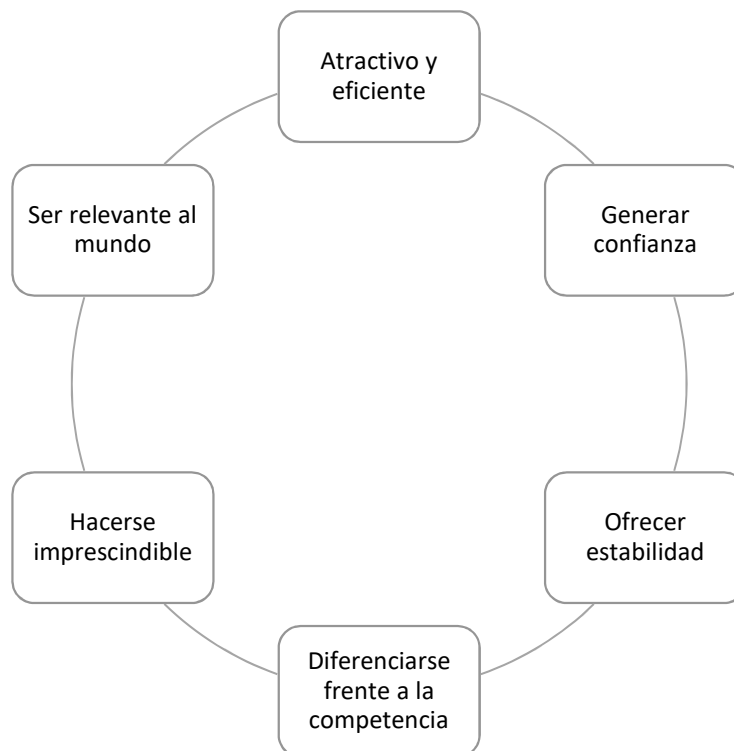 Atractivo y
eficiente
Generar
confianza
Ofrecer
estabilidad
Diferenciarse
frente a la
competencia
Hacerse
imprescindible
Ser relevante al
mundo